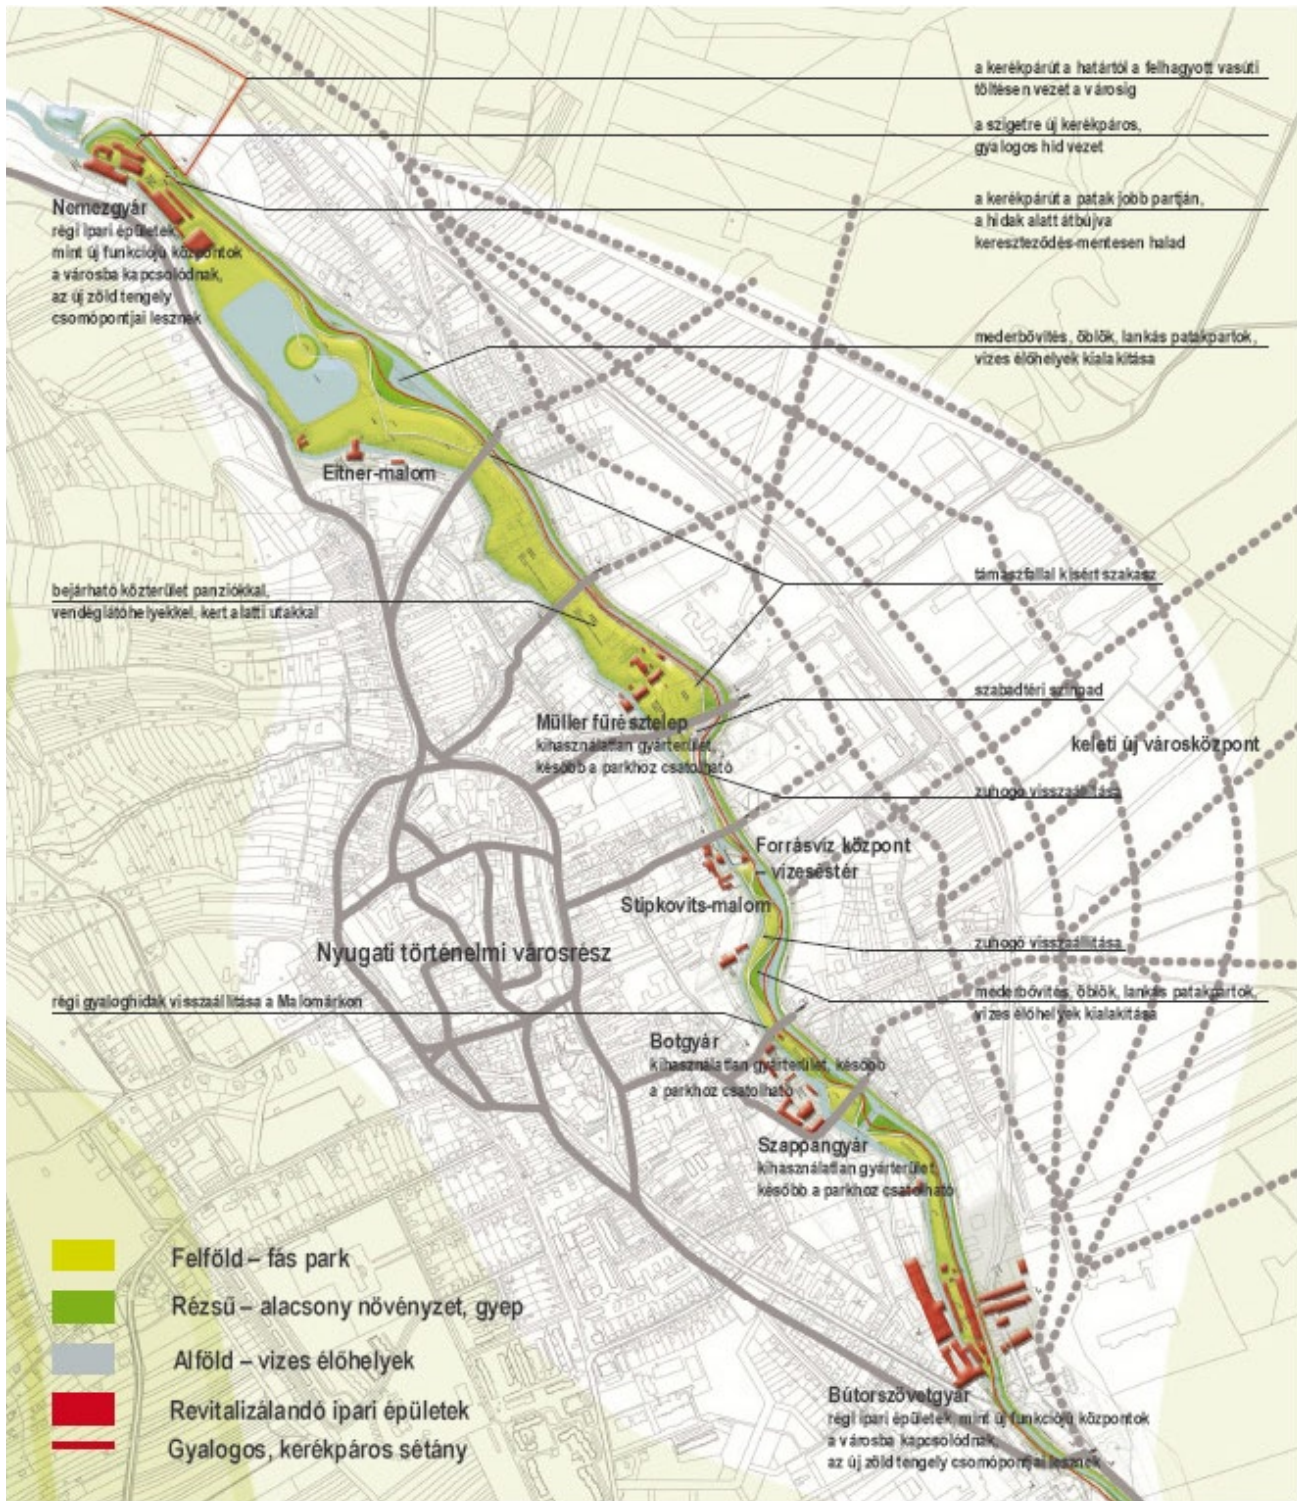 a kerékpárút a határtól a felhagyott vasúti
töltésen vezet a városig
a szigetre új kerékpáros,
gyalogos híd vezet
a kerékpárút a patak jobb partján,
a hidak alatt átbújva
kereszteződés-mentesen halad
Nemezgyár
régi ipari épületek,
mint új funkciójú központok
a városba kapcsolódnak,
az új zöld tengely
csomópontjai lesznek
mederbővítés, öblök, lankás patakpartok,
vizes élőhelyek kialakítása
Eitner-malom
támaszfallal kísért szakasz
bejárható közterület panziókkal,
vendéglátóhelyekkel, kert alatti utakkal
szabadtéri színpad
Müller fűrésztelep
kihasználatlan gyárterület,
később a parkhoz csatolható
keleti új városközpont
zuhogó visszaállítása
Forrásvíz központ
– vízeséstér
Stipkovits-malom
Nyugati történelmi városrész
zuhogó visszaállítása
régi gyaloghidak visszaállítása a Malomárkon
mederbővítés, öblök, lankás patakpartok,
vizes élőhelyek kialakítása
Botgyár
kihasználatlan gyárterület, később
a parkhoz csatolható
Szappangyár
kihasználatlan gyárterület,
később a parkhoz csatolható
Felföld – fás park
Rézsű – alacsony növényzet, gyep
Alföld – vizes élőhelyek
Revitalizálandó ipari épületek
Gyalogos, kerékpáros sétány
Bútorszövetgyár
régi ipari épületek, mint új funkciójú központok
a városba kapcsolódnak,
az új zöld tengely csomópontjai lesznek